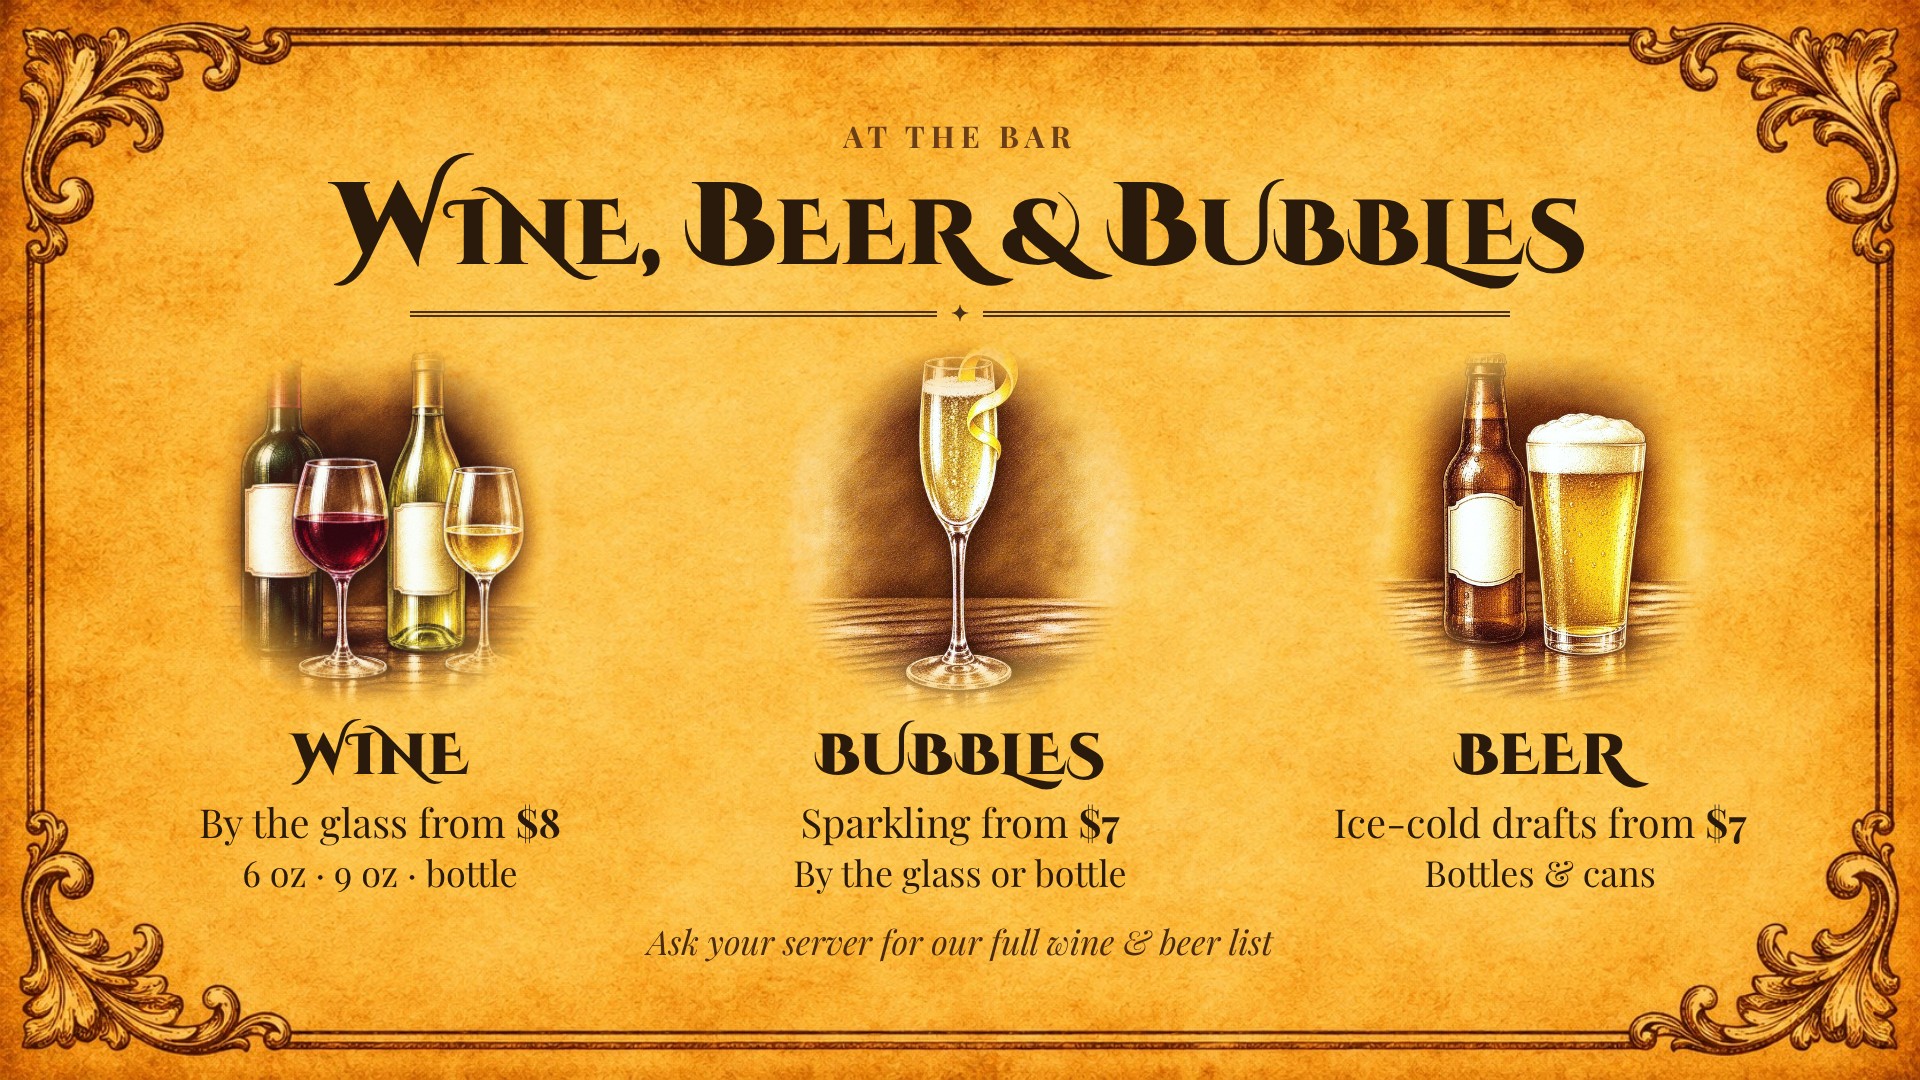 AT THE BAR
WINE, BEER & BUBBLES
WINE
By the glass from $8
6 oz · 9 oz · bottle
BUBBLES
Sparkling from $7
By the glass or bottle
BEER
Ice-cold drafts from $7
Bottles & cans
Ask your server for our full wine & beer list